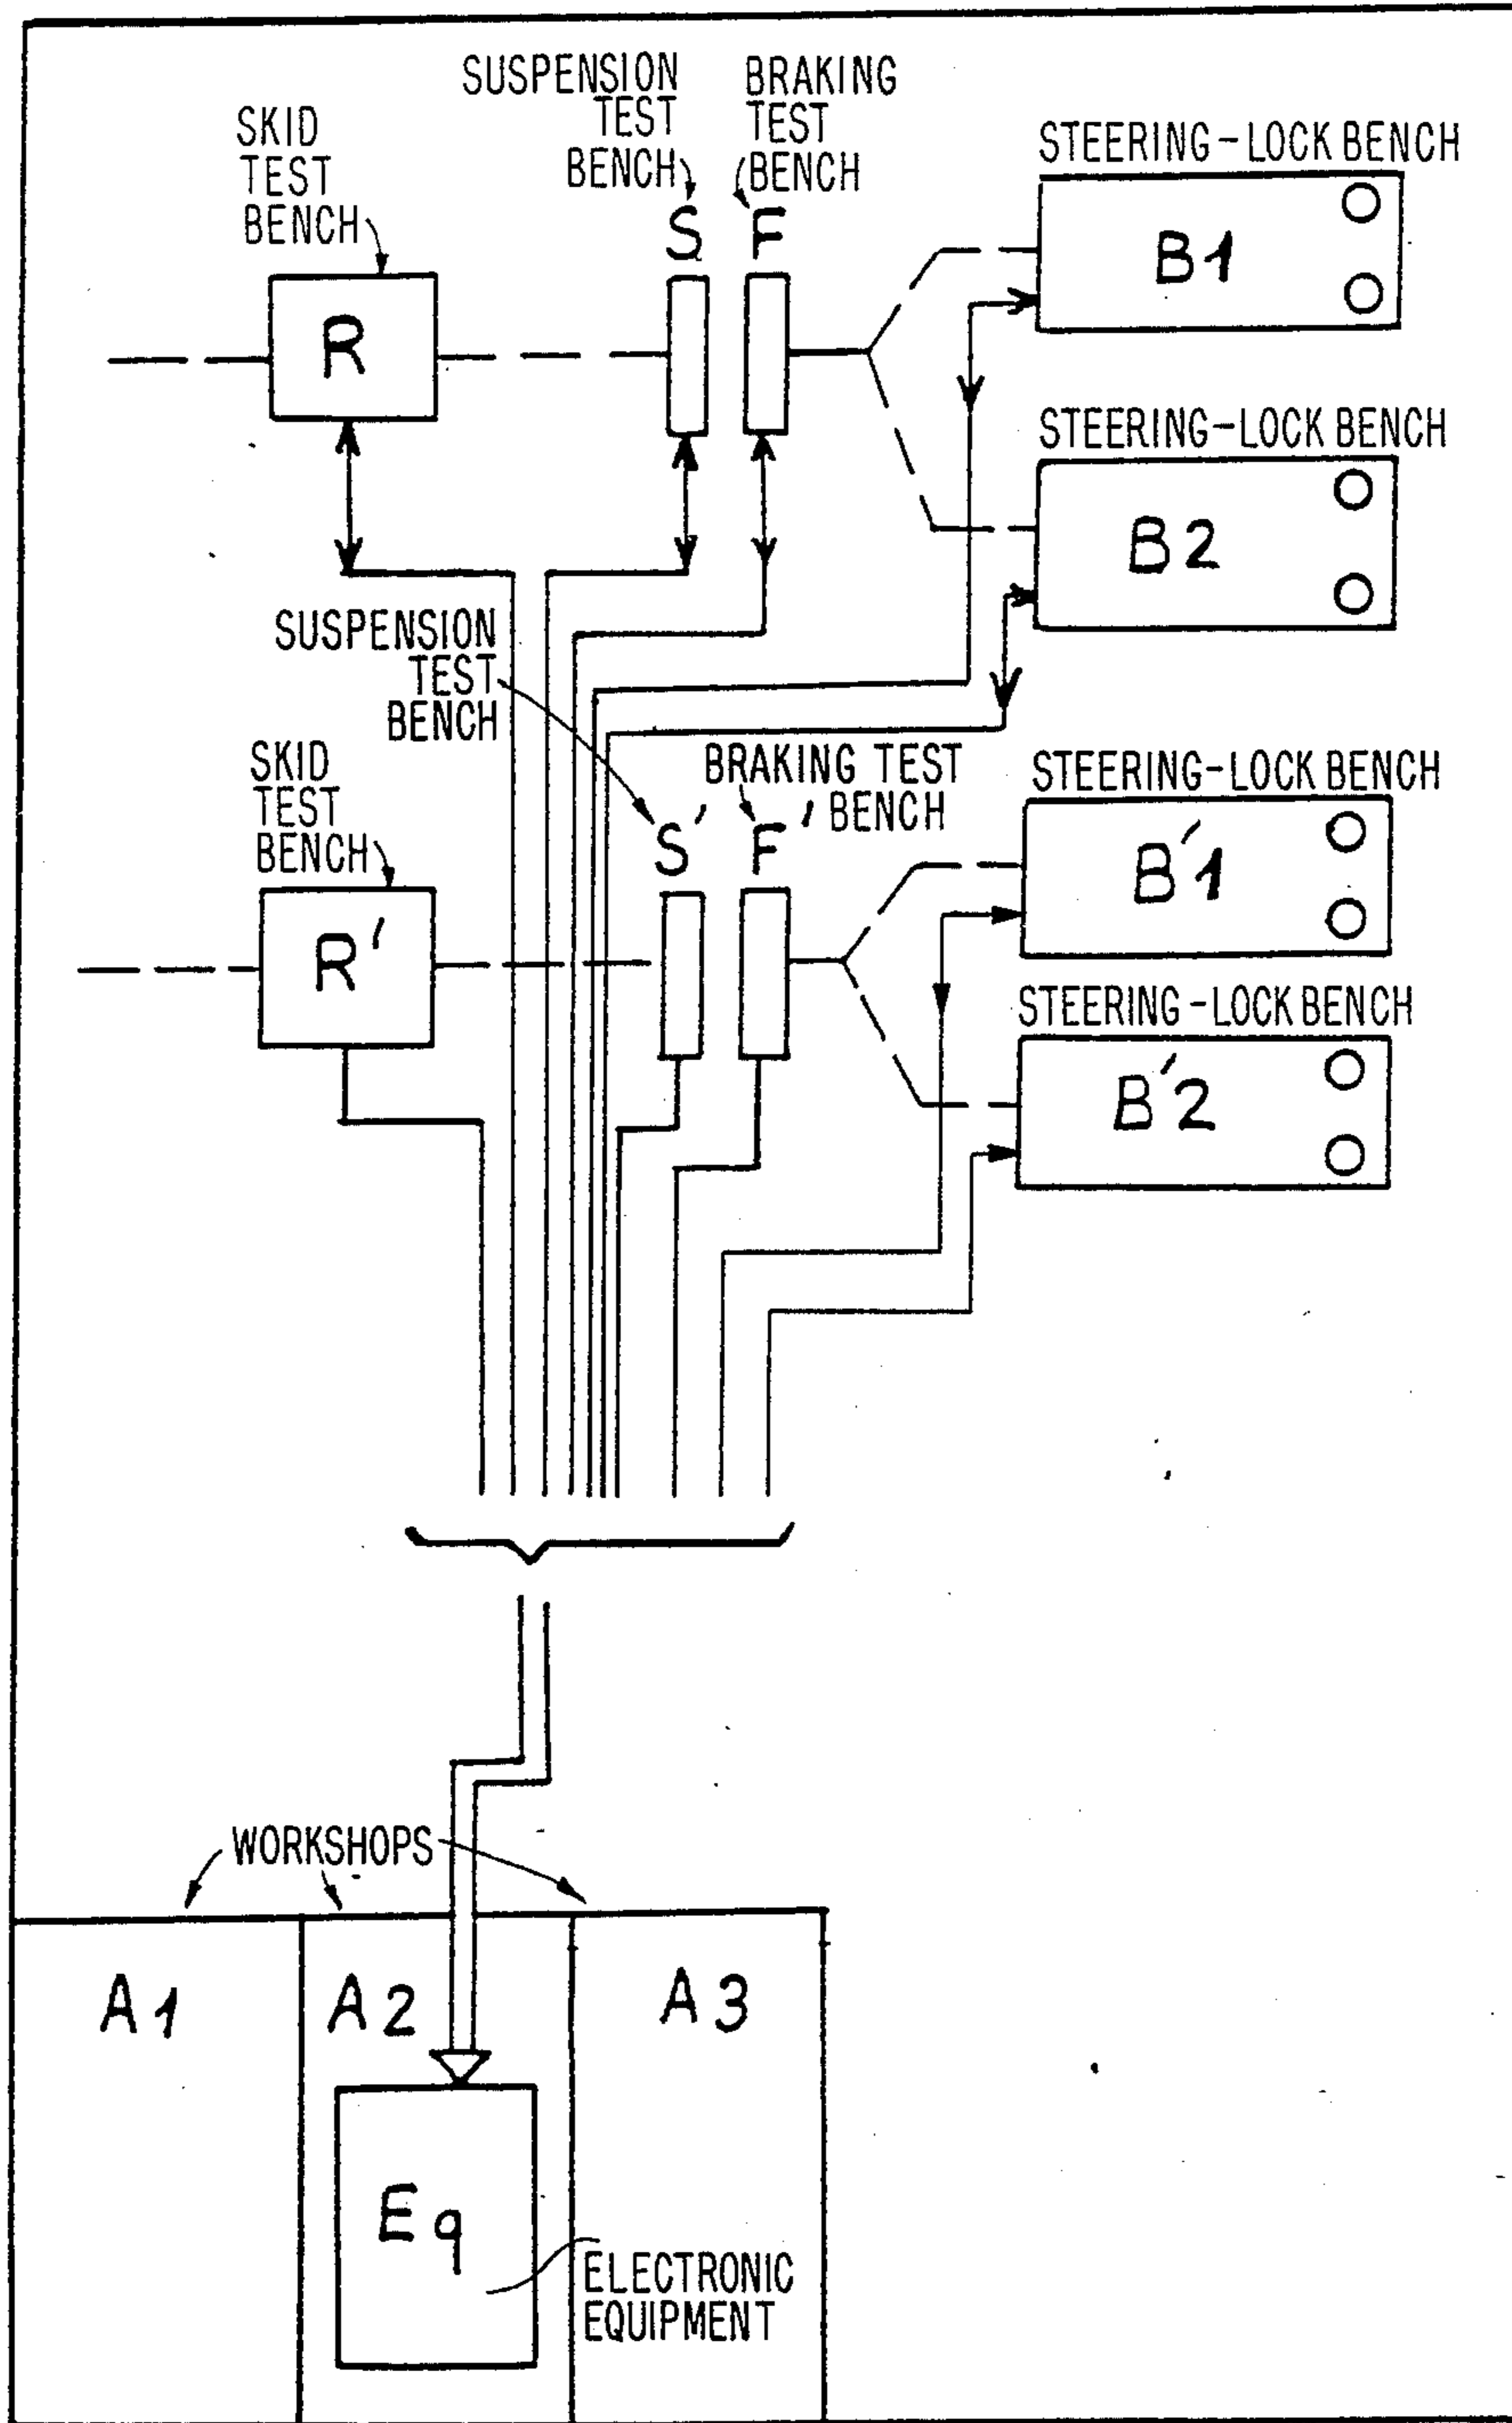 SUSPENSION
TEST
BENCH
BRAKING
TEST
BENCH
SKID
TEST
BENCH
STEERING-LOCK BENCH
S
F
R
B1
STEERING-LOCK BENCH
B2
SUSPENSION
TEST
BENCH
SKID
TEST
BENCH
BRAKING TEST
BENCH
STEERING-LOCK BENCH
S'
F'
R'
B'1
STEERING-LOCK BENCH
B'2
WORKSHOPS
A1
A2
A3
Eq
ELECTRONIC
EQUIPMENT